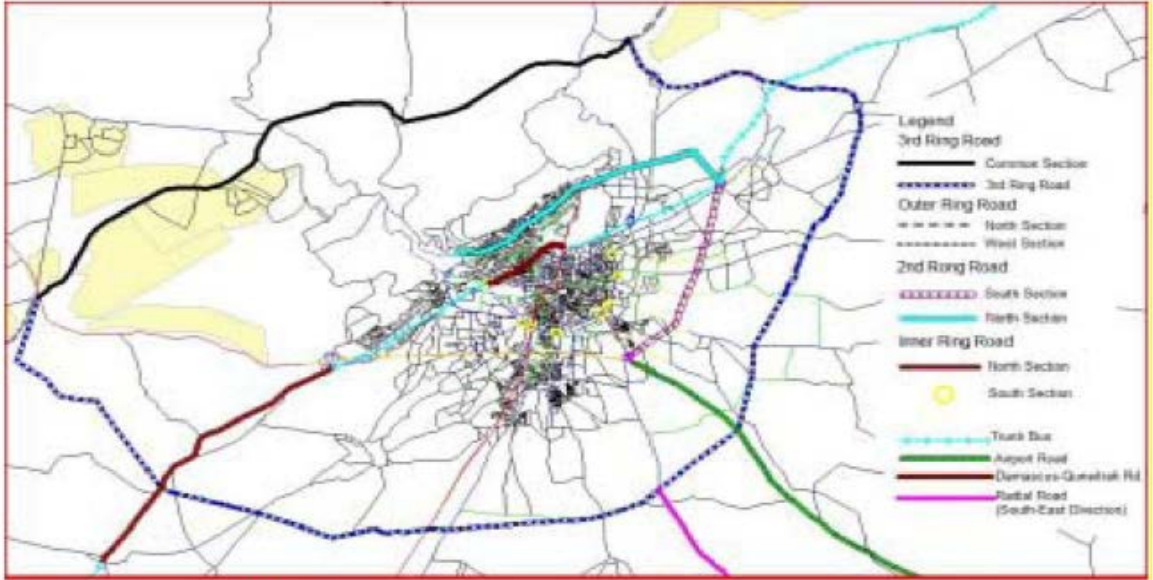 Legend
3rd Ring Road
Common Section
3rd Ring Road
Outer Ring Road
North Section
West Section
2nd Rong Road
South Section
North Section
Inner Ring Road
North Section
South Section
Trunk Bus
Airport Road
Damascus-Quneitrah Rd.
Radial Road
(South-East Direction)